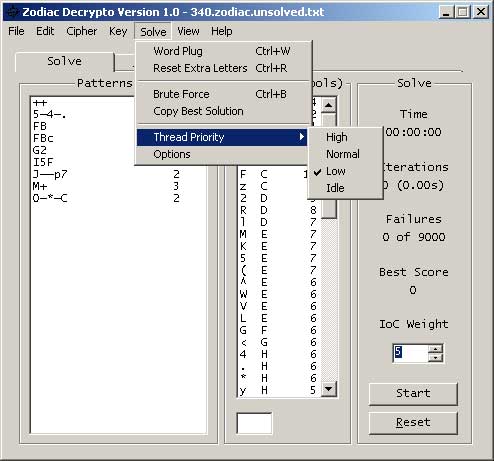 Zodiac Decrypto Version 1.0 - 340.zodiac.unsolved.txt
File Edit Cipher Key Solve View Help
Word Plug Ctrl+W
Reset Extra Letters Ctrl+R
Brute Force Ctrl+B
Copy Best Solution
Thread Priority
Options
High
Normal
Low
Idle
Solve
Patterns
++
5-4-.
FB
FBc
G2
I5F
J——p7 2
M+ 3
O-*-C 2
F C 1
z C
2 D 9
R D 8
l D 7
M E 7
K E 7
5 E 7
( E 7
^ E 6
W E 6
V E 6
L E 6
G F 6
< G 6
4 H 6
. H 6
* H 6
y H 5
Solve
Time
00:00:00
Iterations
0 (0.00s)
Failures
0 of 9000
Best Score
0
IoC Weight
5
Start
Reset